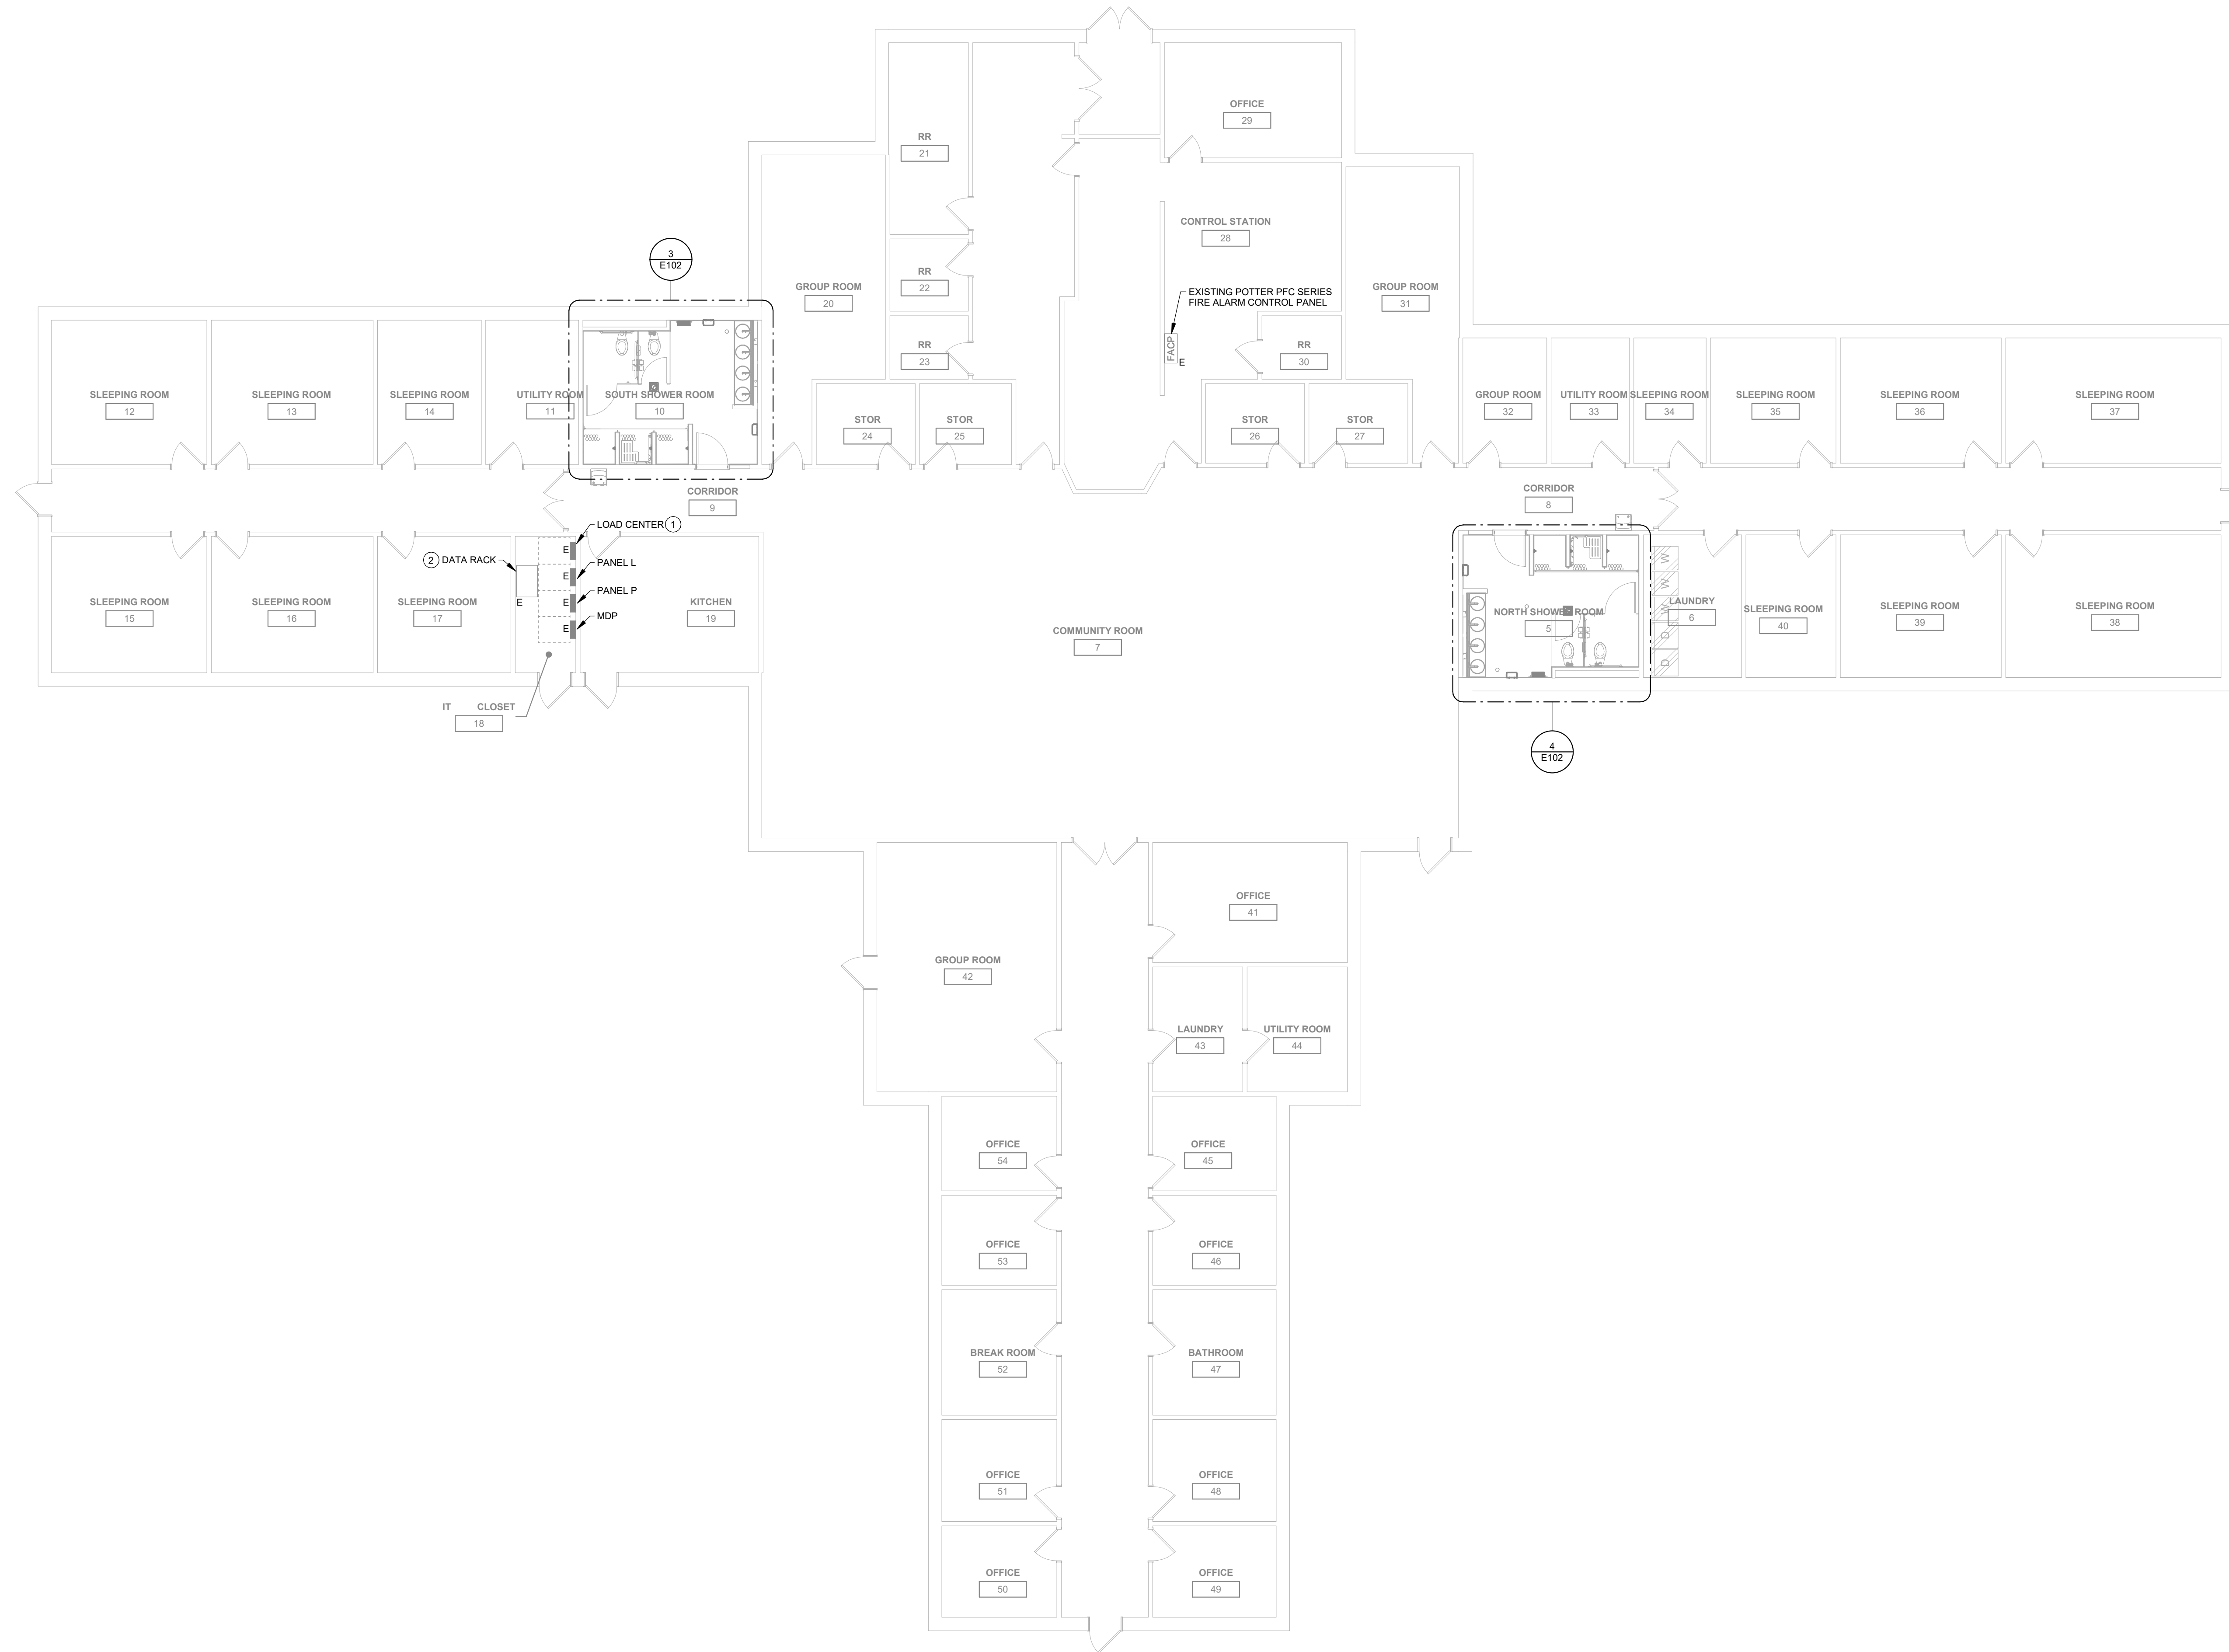 OFFICE
29
RR
21
CONTROL STATION
28
3
E102
RR
22
GROUP ROOM
20
GROUP ROOM
31
EXISTING POTTER PFC SERIES
FIRE ALARM CONTROL PANEL
FACP
E
RR
23
RR
30
SLEEPING ROOM
12
SLEEPING ROOM
13
SLEEPING ROOM
14
UTILITY ROOM
11
SOUTH SHOWER ROOM
10
STOR
24
STOR
25
STOR
26
STOR
27
GROUP ROOM
32
UTILITY ROOM
33
SLEEPING ROOM
34
SLEEPING ROOM
35
SLEEPING ROOM
36
SLEEPING ROOM
37
CORRIDOR
9
CORRIDOR
8
LOAD CENTER 1
E
2 DATA RACK
E
PANEL L
E
PANEL P
E
MDP
E
SLEEPING ROOM
15
SLEEPING ROOM
16
SLEEPING ROOM
17
KITCHEN
19
COMMUNITY ROOM
7
NORTH SHOWER ROOM
5
W
W
W
D
D
LAUNDRY
6
SLEEPING ROOM
40
SLEEPING ROOM
39
SLEEPING ROOM
38
IT CLOSET
18
4
E102
OFFICE
41
GROUP ROOM
42
LAUNDRY
43
UTILITY ROOM
44
OFFICE
54
OFFICE
45
OFFICE
53
OFFICE
46
BREAK ROOM
52
BATHROOM
47
OFFICE
51
OFFICE
48
OFFICE
50
OFFICE
49